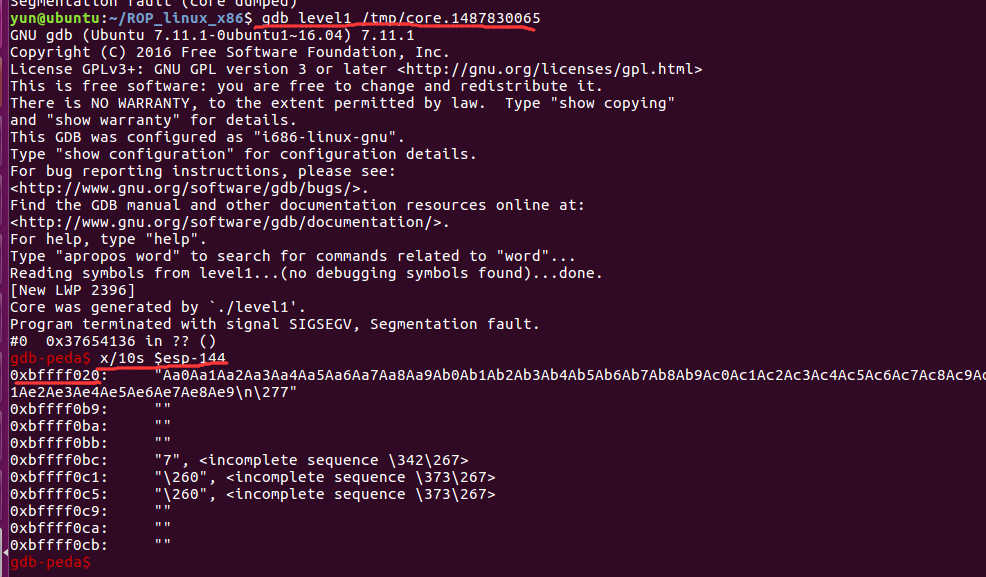 Segmentation fault (core dumped)
yun@ubuntu:~/ROP_linux_x86$ gdb level1 /tmp/core.1487830065
GNU gdb (Ubuntu 7.11.1-0ubuntu1~16.04) 7.11.1
Copyright (C) 2016 Free Software Foundation, Inc.
License GPLv3+: GNU GPL version 3 or later <http://gnu.org/licenses/gpl.html>
This is free software: you are free to change and redistribute it.
There is NO WARRANTY, to the extent permitted by law.  Type "show copying"
and "show warranty" for details.
This GDB was configured as "i686-linux-gnu".
Type "show configuration" for configuration details.
For bug reporting instructions, please see:
<http://www.gnu.org/software/gdb/bugs/>.
Find the GDB manual and other documentation resources online at:
<http://www.gnu.org/software/gdb/documentation/>.
For help, type "help".
Type "apropos word" to search for commands related to "word"...
Reading symbols from level1...(no debugging symbols found)...done.
[New LWP 2396]
Core was generated by `./level1'.
Program terminated with signal SIGSEGV, Segmentation fault.
#0  0x37654136 in ?? ()
gdb-peda$ x/10s $esp-144
0xbffff020:     "Aa0Aa1Aa2Aa3Aa4Aa5Aa6Aa7Aa8Aa9Ab0Ab1Ab2Ab3Ab4Ab5Ab6Ab7Ab8Ab9Ac0Ac1Ac2Ac3Ac4Ac5Ac6Ac7Ac8Ac9Ac
1Ae2Ae3Ae4Ae5Ae6Ae7Ae8Ae9\n\277"
0xbffff0b9:     ""
0xbffff0ba:     ""
0xbffff0bb:     ""
0xbffff0bc:     "7", <incomplete sequence \342\267>
0xbffff0c1:     "\260", <incomplete sequence \373\267>
0xbffff0c5:     "\260", <incomplete sequence \373\267>
0xbffff0c9:     ""
0xbffff0ca:     ""
0xbffff0cb:     ""
gdb-peda$